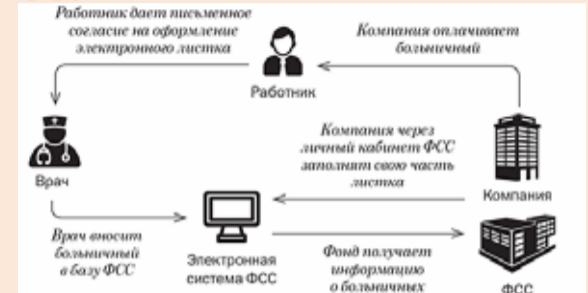 Работник дает письменное
согласие на оформление
электронного листка
Компания оплачивает
больничный
Работник
Компания через
личный кабинет ФСС
заполнят свою часть
листка
Врач
Компания
Врач вносит
больничный
в базу ФСС
Электронная
система ФСС
Фонд получает
информацию
о больничных
ФСС